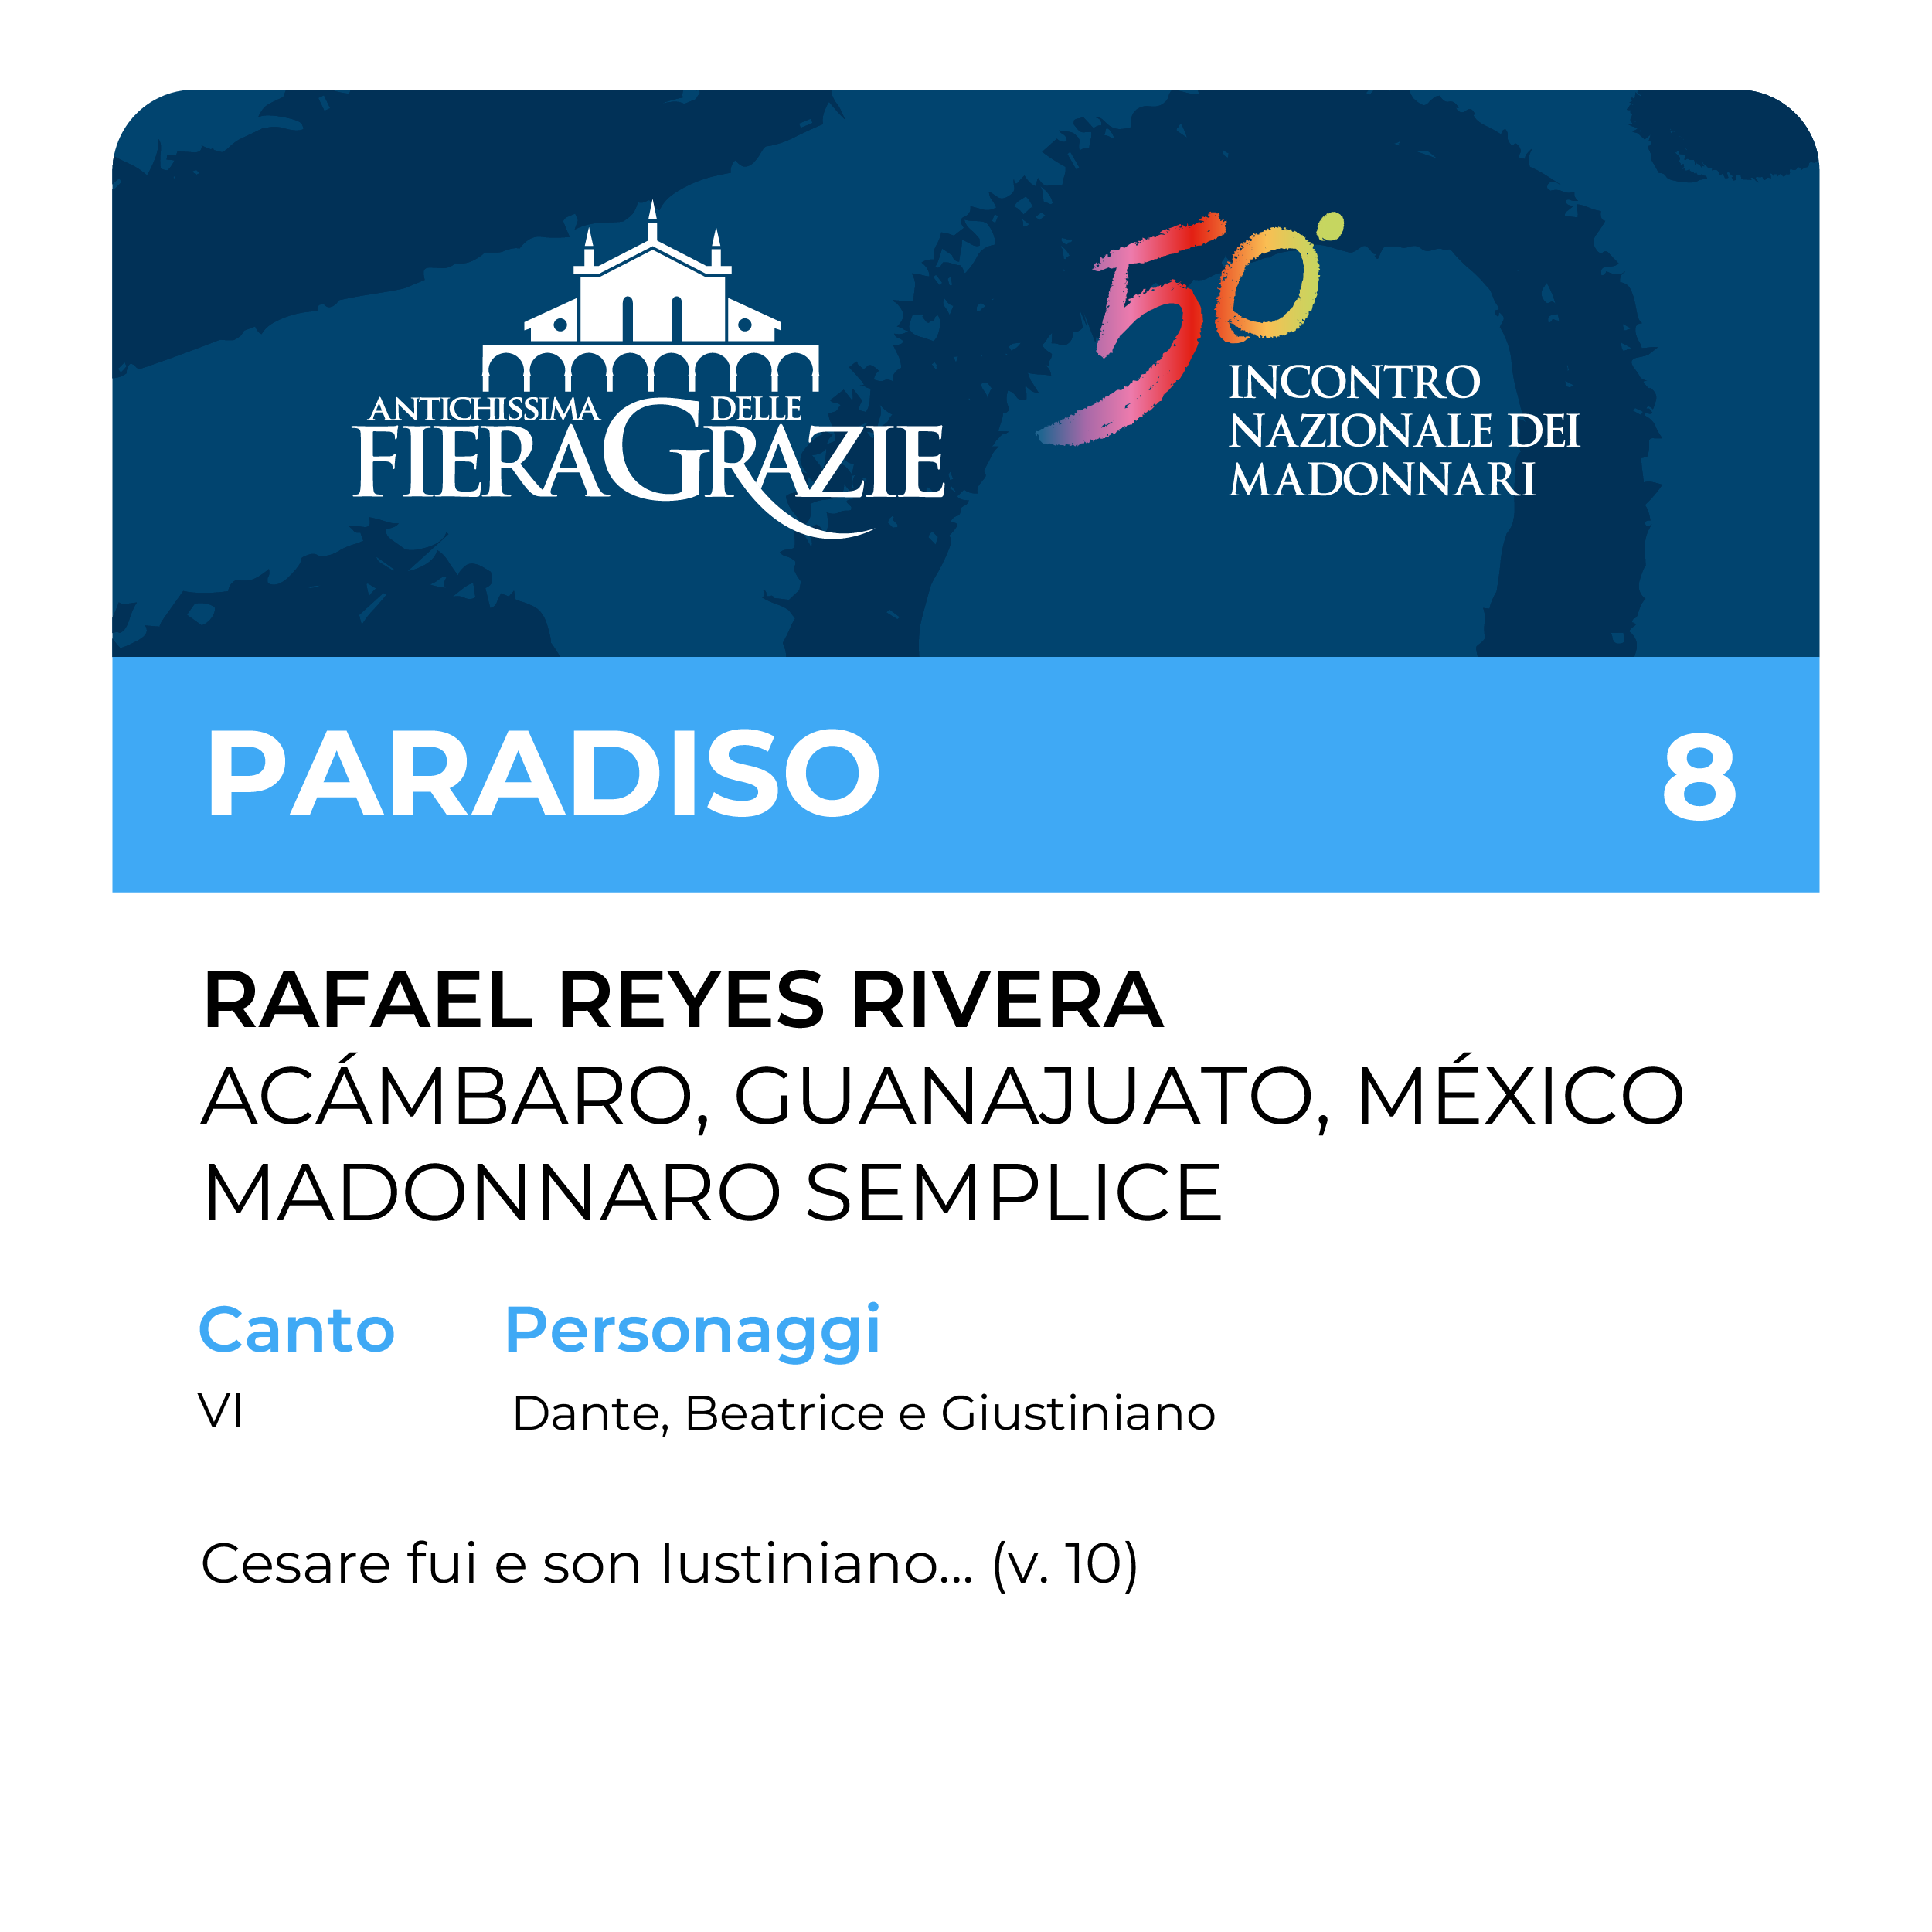 ANTICHISSIMA
FIERA DELLE GRAZIE
50°
INCONTRO
NAZIONALE DEI
MADONNARI
PARADISO 8
RAFAEL REYES RIVERA
ACÁMBARO, GUANAJUATO, MÉXICO
MADONNARO SEMPLICE
Canto Personaggi
VI Dante, Beatrice e Giustiniano
Cesare fui e son Iustiniano... (v. 10)